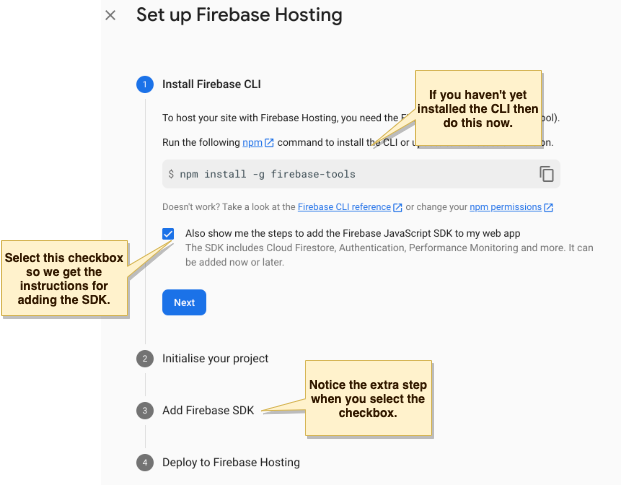 Set up Firebase Hosting
1 Install Firebase CLI
If you haven't yet
installed the CLI then
do this now.
To host your site with Firebase Hosting, you need the
Run the following npm command to install the CLI or
$ npm install -g firebase-tools
Doesn't work? Take a look at the Firebase CLI reference or change your npm permissions
Also show me the steps to add the Firebase JavaScript SDK to my web app
The SDK includes Cloud Firestore, Authentication, Performance Monitoring and more. It can
be added now or later.
Select this checkbox
so we get the
instructions for
adding the SDK.
Next
2 Initialise your project
Notice the extra step
when you select the
checkbox.
3 Add Firebase SDK
4 Deploy to Firebase Hosting